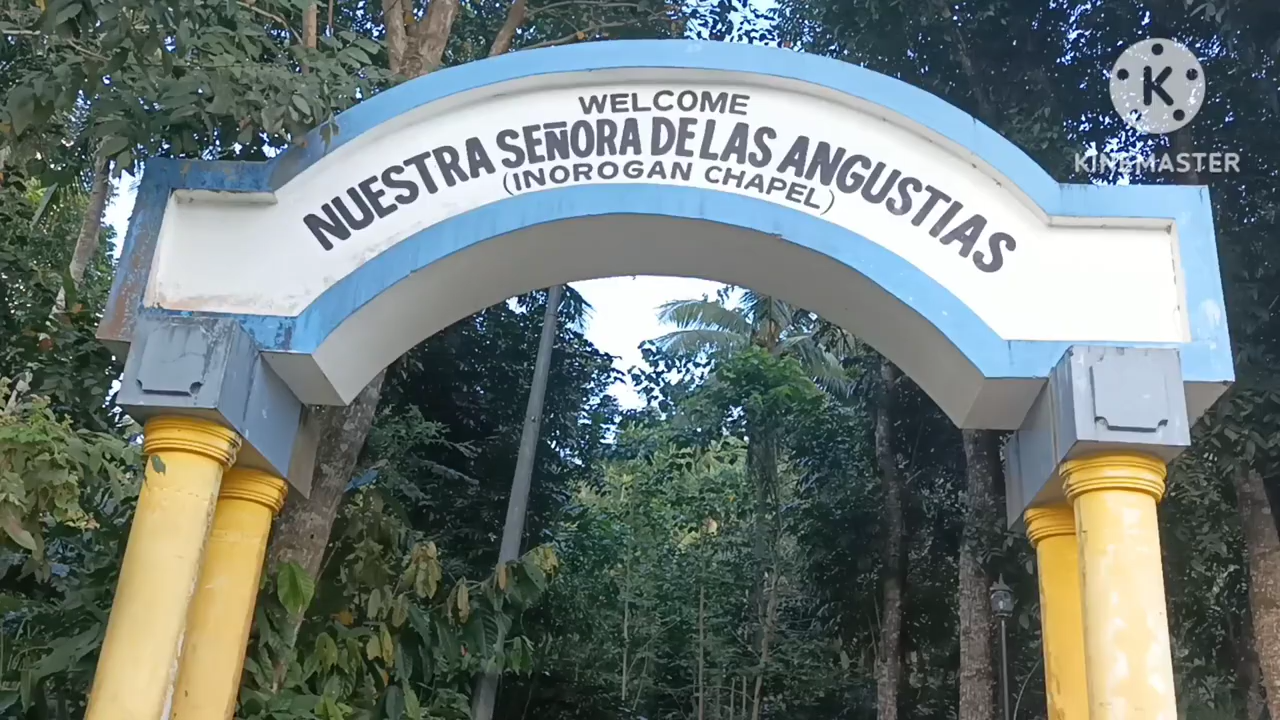 WELCOME
NUESTRA SEÑORA DE LAS ANGUSTIAS
(INOROGAN CHAPEL)
K
KINEMASTER